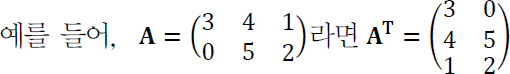 예를 들어, A = (3 4 1
0 5 2) 라면 Aᵀ = (3 0
4 5
1 2)